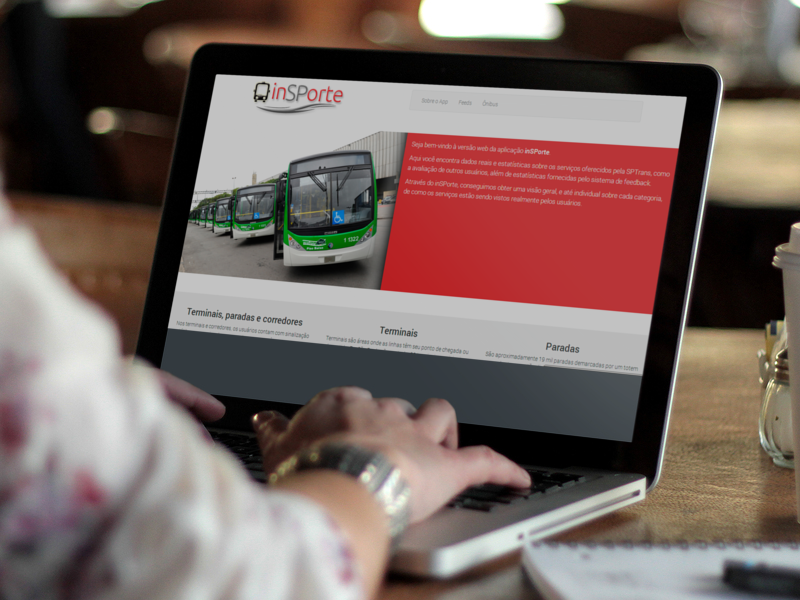 inSPorte
Sobre o App Fretes Ônibus
Seja bem-vindo à versão web da aplicação inSPorte
Aqui você encontra dados reais e estatísticas sobre os serviços oferecidos pela SPTrans, como
a avaliação de outros usuários, além de estatísticas fornecidas pelo sistema de feedback.
Através do inSPorte, conseguimos obter uma visão geral, e até individual sobre cada categoria,
de como os serviços estão sendo vistos realmente pelos usuários.
1 1322
Terminais, paradas e corredores
Nos terminais e corredores, os usuários contam com sinalização
Terminais
Terminais são áreas onde as linhas têm seu ponto de chegada ou
Paradas
São aproximadamente 19 mil paradas demarcadas por um totem